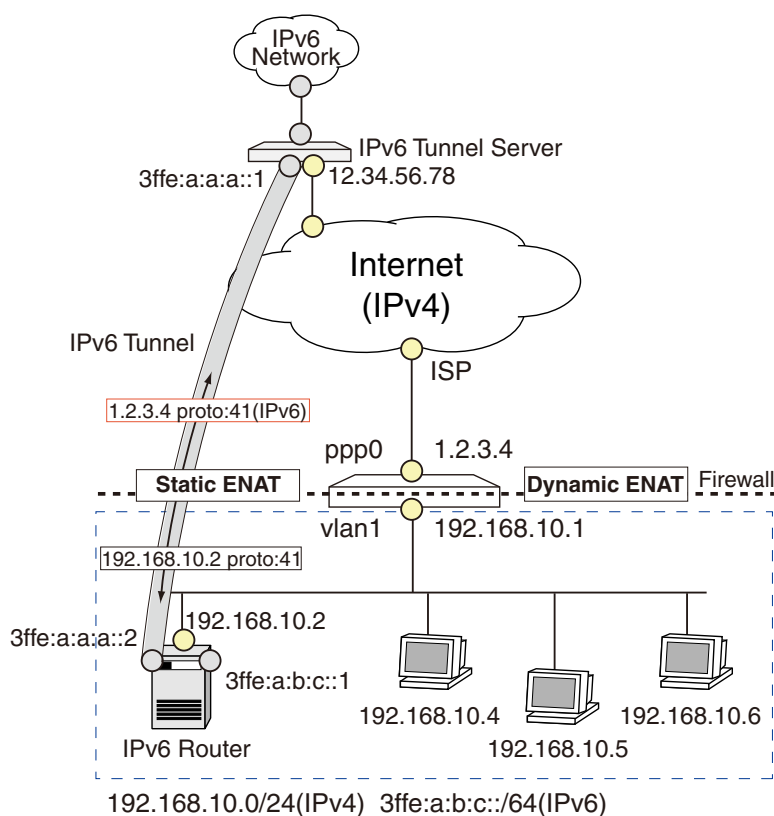 IPv6
Network
IPv6 Tunnel Server
3ffe:a:a:a::1
12.34.56.78
Internet
(IPv4)
IPv6 Tunnel
ISP
1.2.3.4 proto:41(IPv6)
ppp0
1.2.3.4
Static ENAT
Dynamic ENAT
Firewall
vlan1
192.168.10.1
192.168.10.2 proto:41
192.168.10.2
3ffe:a:a:a::2
3ffe:a:b:c::1
192.168.10.4
192.168.10.6
IPv6 Router
192.168.10.5
192.168.10.0/24(IPv4) 3ffe:a:b:c::/64(IPv6)